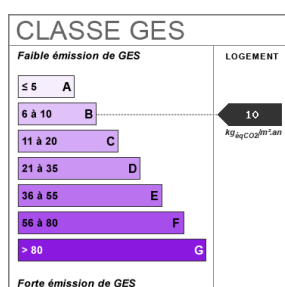 CLASSE GES
Faible émission de GES
LOGEMENT
≤ 5 A
6 à 10 B
10
kgéqCO2/m².an
11 à 20 C
21 à 35 D
36 à 55 E
56 à 80 F
> 80 G
Forte émission de GES